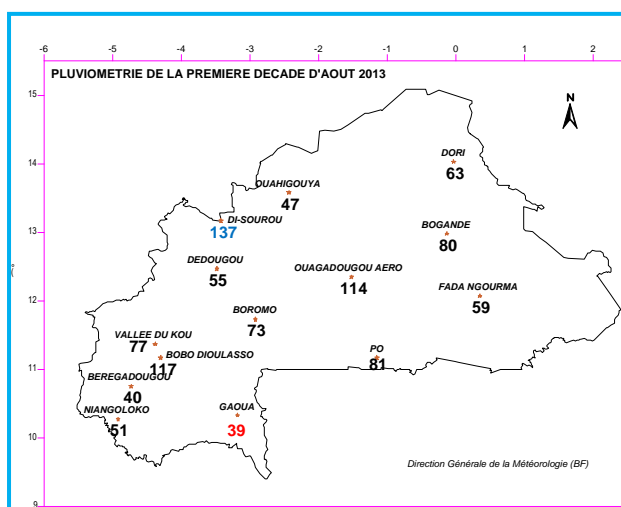 -6 -5 -4 -3 -2 -1 0 1 2
PLUVIOMETRIE DE LA PREMIERE DECADE D'AOUT 2013
15
N
DORI
14
63
OUAHIGOUYA
47
DI-SOUROU
137
BOGANDE
13
80
DEDOUGOU
55
OUAGADOUGOU AERO
114
FADA NGOURMA
59
12
BOROMO
73
VALLEE DU KOU
77
BOBO DIOULASSO
117
PO
81
11
BEREGADOUGOU
40
NIANGOLOKO
51
GAOUA
39
10
Direction Générale de la Météorologie (BF)
9